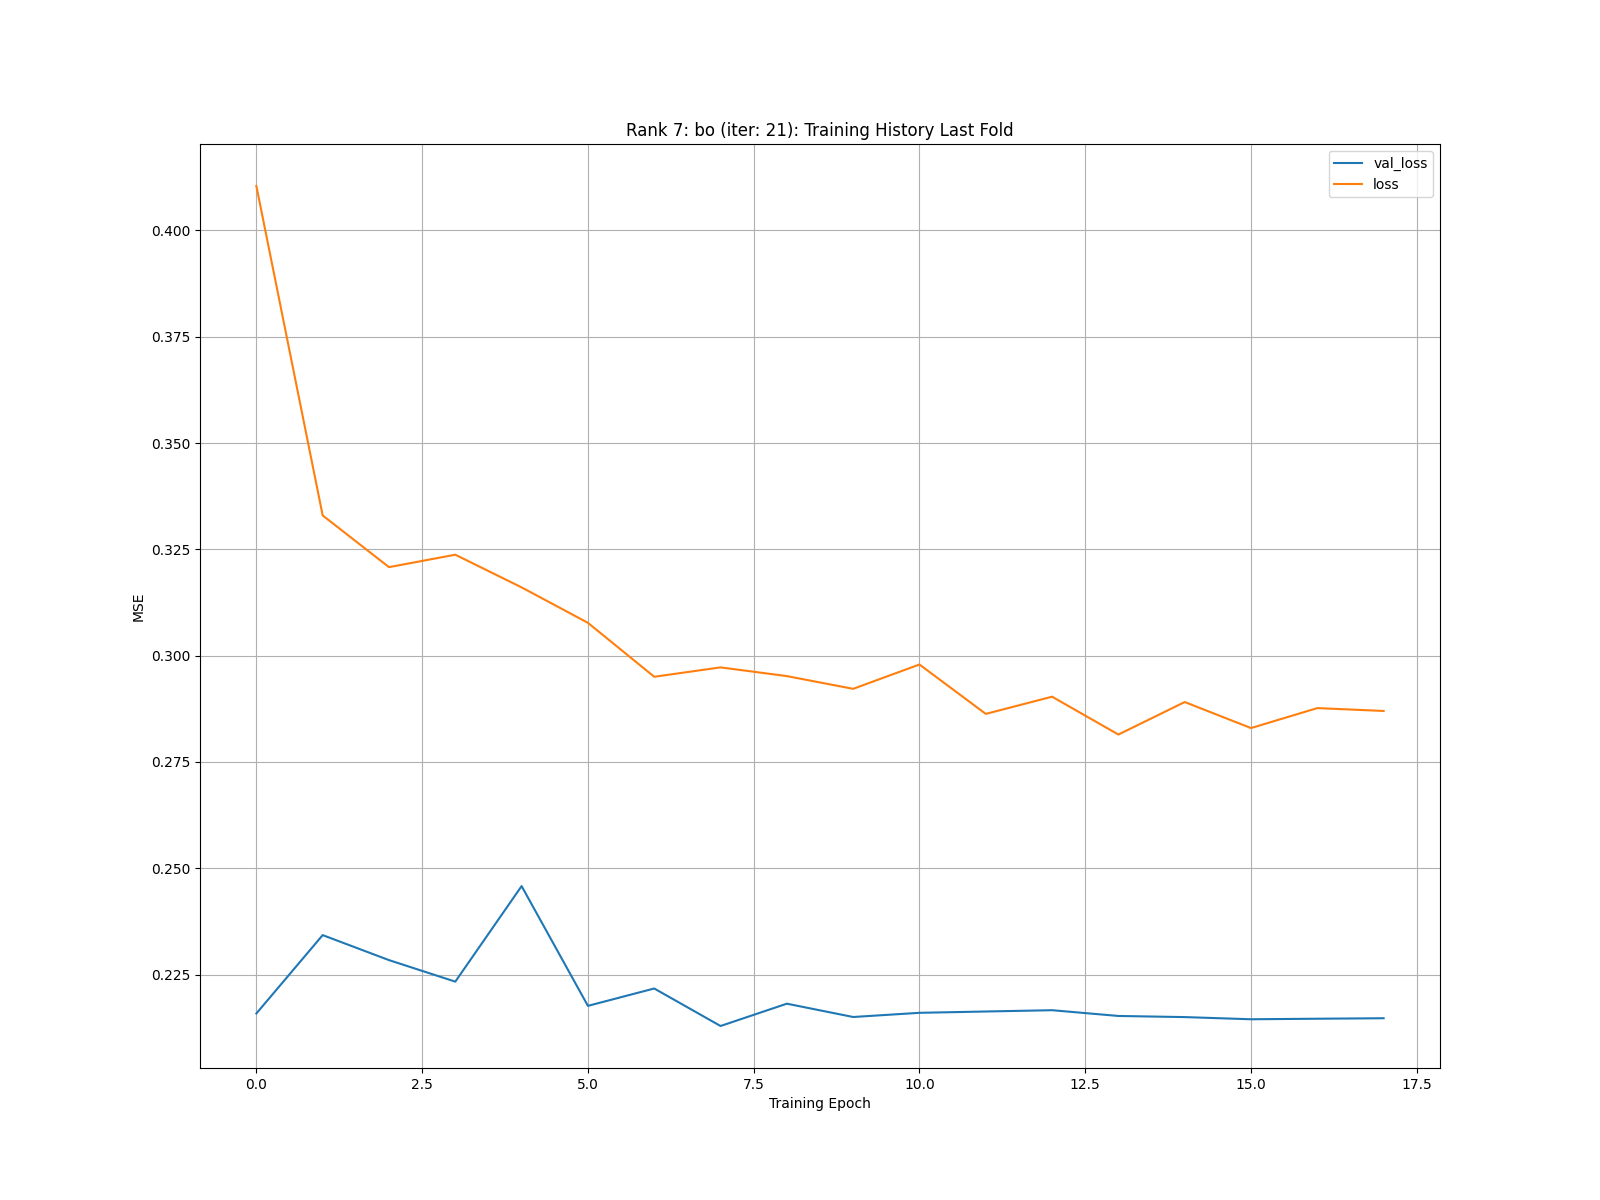 Rank 7: bo (iter: 21): Training History Last Fold
val_loss
loss
0.400
0.375
0.350
0.325
0.300
0.275
0.250
0.225
MSE
0.0 2.5 5.0 7.5 10.0 12.5 15.0 17.5
Training Epoch